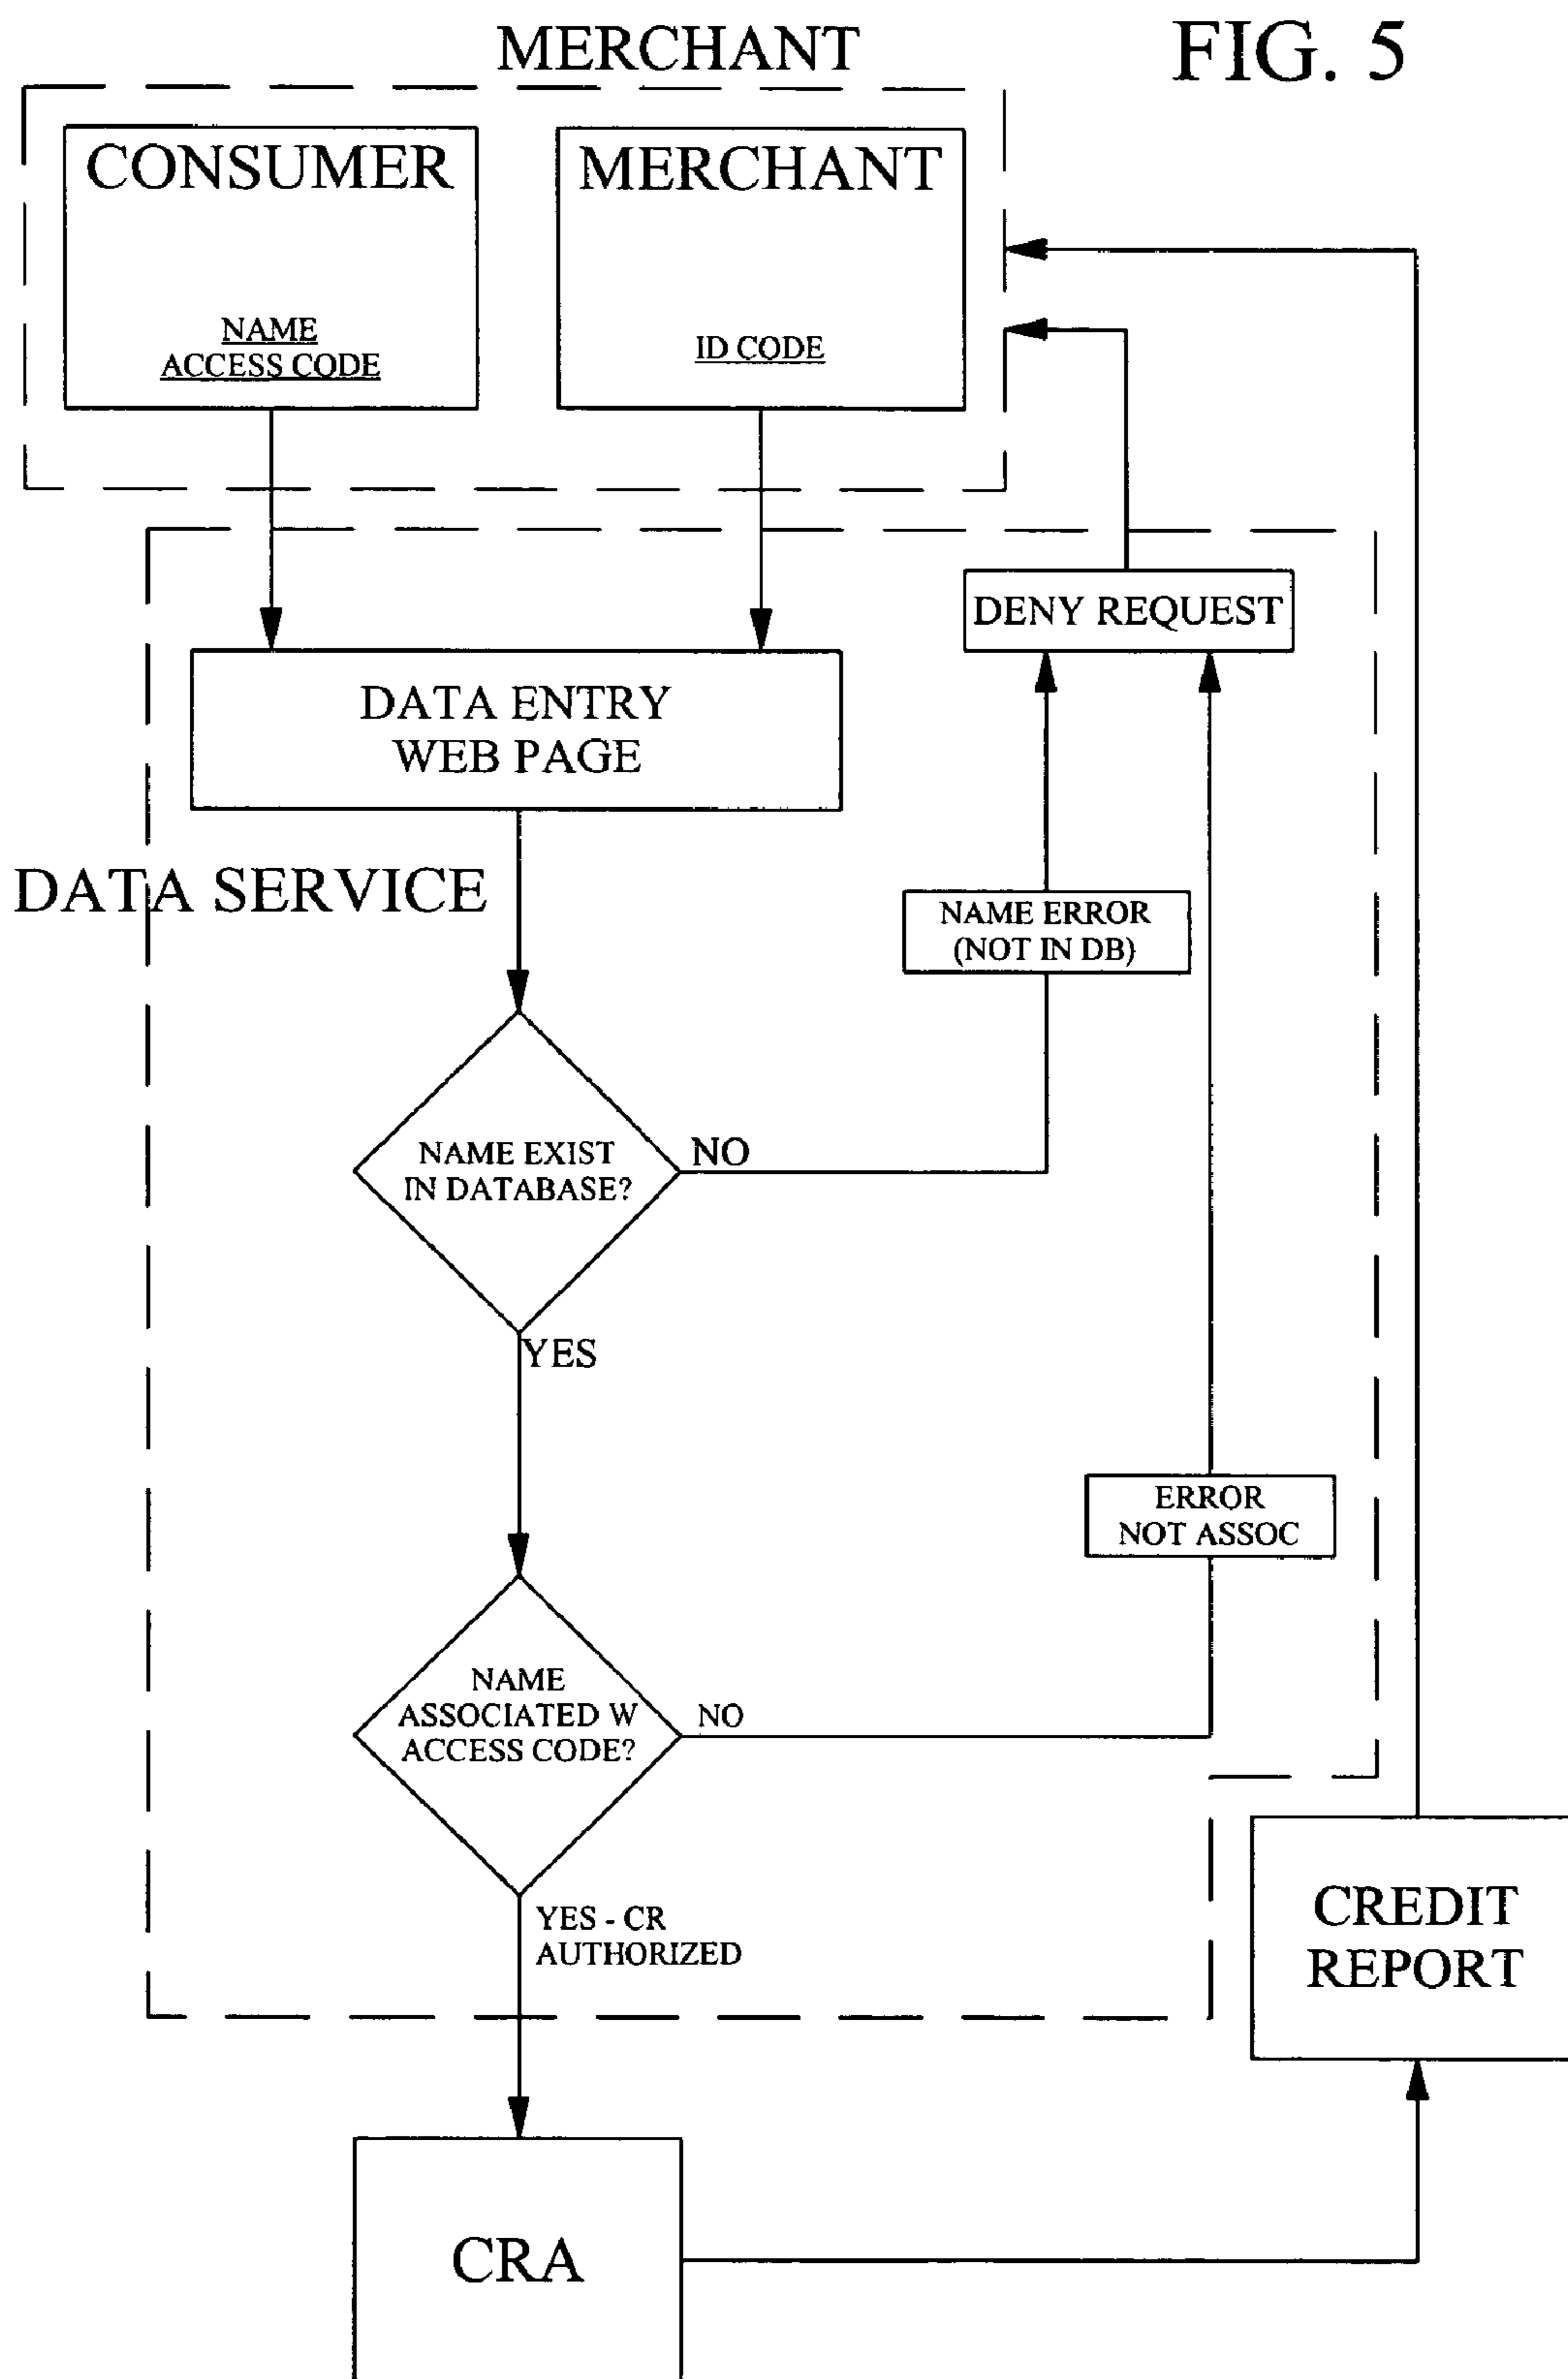 MERCHANT
FIG. 5
CONSUMER
NAME
ACCESS CODE
MERCHANT
ID CODE
DENY REQUEST
DATA ENTRY
WEB PAGE
DATA SERVICE
NAME ERROR
(NOT IN DB)
NAME EXIST
IN DATABASE?
NO
YES
ERROR
NOT ASSOC
NAME
ASSOCIATED W
ACCESS CODE?
NO
YES - CR
AUTHORIZED
CREDIT
REPORT
CRA